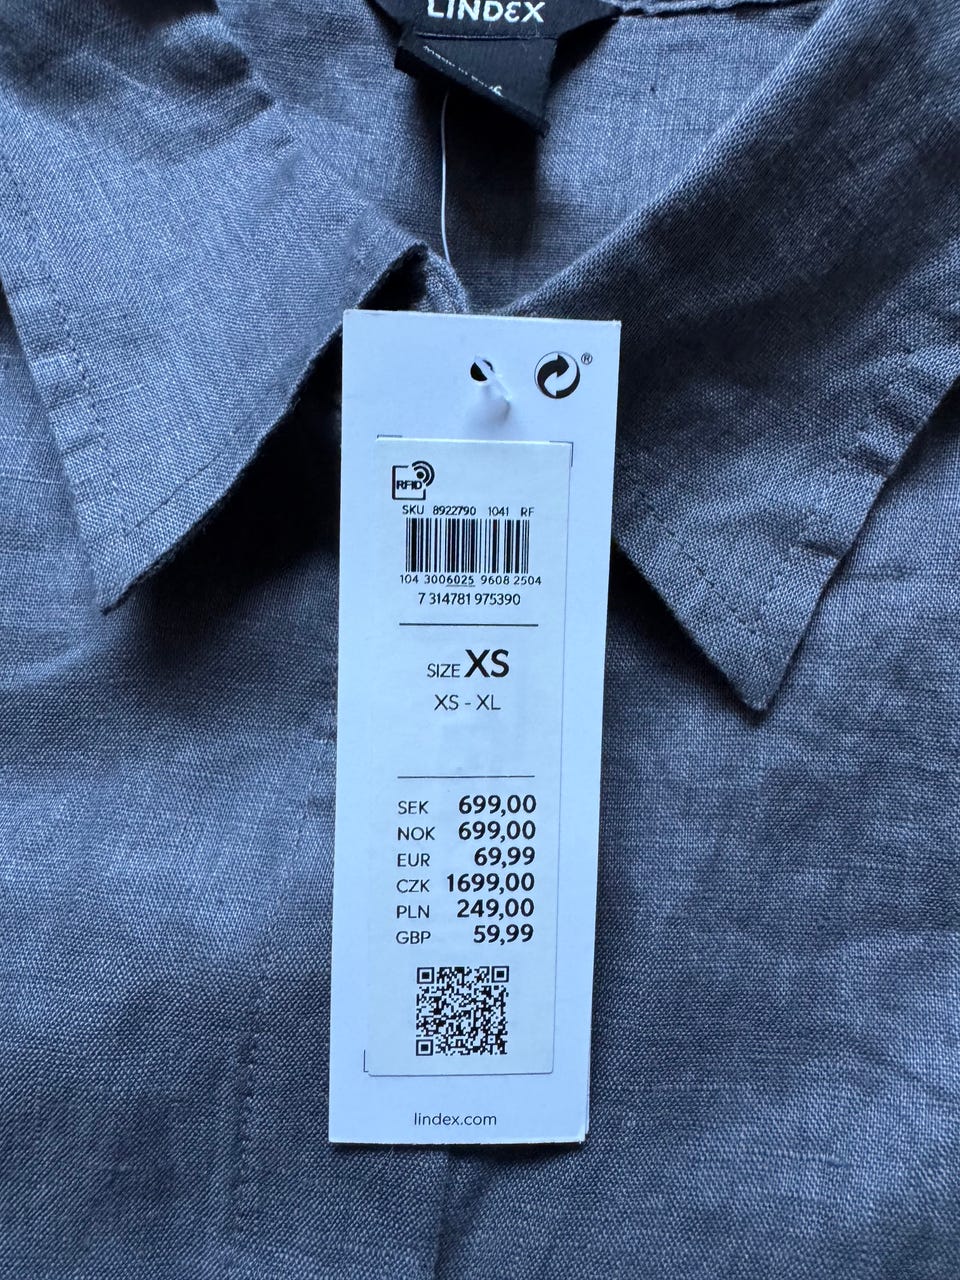 LINDEX
®
RFID
SKU 8922790 1041 RF
104 3006025 9608 2504
7 314781 975390
SIZE XS
XS - XL
SEK 699,00
NOK 699,00
EUR 69,99
CZK 1699,00
PLN 249,00
GBP 59,99
lindex.com